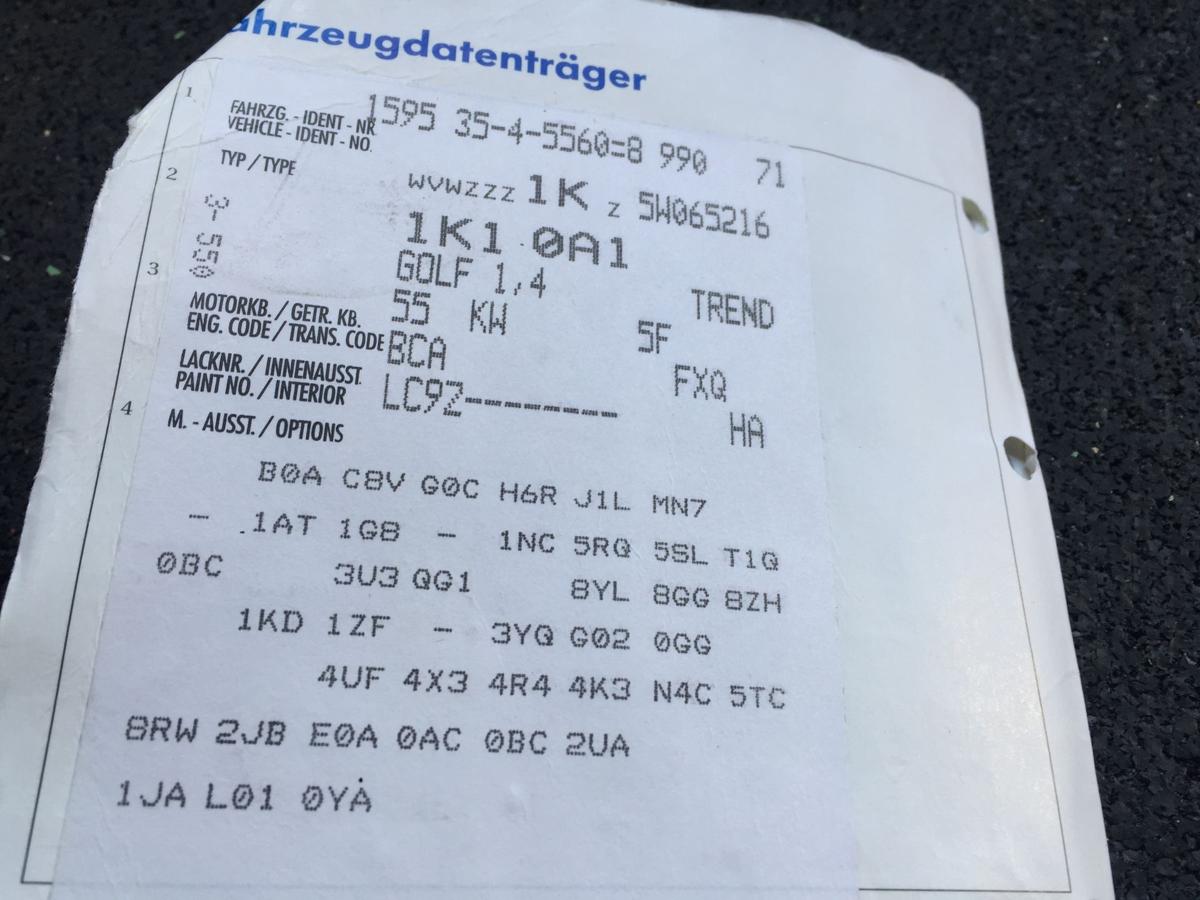 ahrzeugdatenträger
1
FAHRZG. - IDENT - NR. 1595 35-4-5560=8 990 71
VEHICLE - IDENT - NO.
2 TYP / TYPE WVWZZZ 1K Z 5W065216
1K1 0A1
3- 550
3 GOLF 1,4 TREND
MOTORKB. / GETR. KB. 55 KW 5F
ENG. CODE / TRANS. CODE BCA FXQ
LACKNR. / INNENAUSST.
PAINT NO. / INTERIOR LC9Z------- HA
4 M. - AUSST. / OPTIONS
B0A C8V G0C H6R J1L MN7
- .1AT 1G8 - 1NC 5RQ 5SL T1Q
0BC 3U3 QG1 8YL 8GG 8ZH
1KD 1ZF - 3YQ G02 0GG
4UF 4X3 4R4 4K3 N4C 5TC
8RW 2JB E0A 0AC 0BC 2UA
1JA L01 0YA